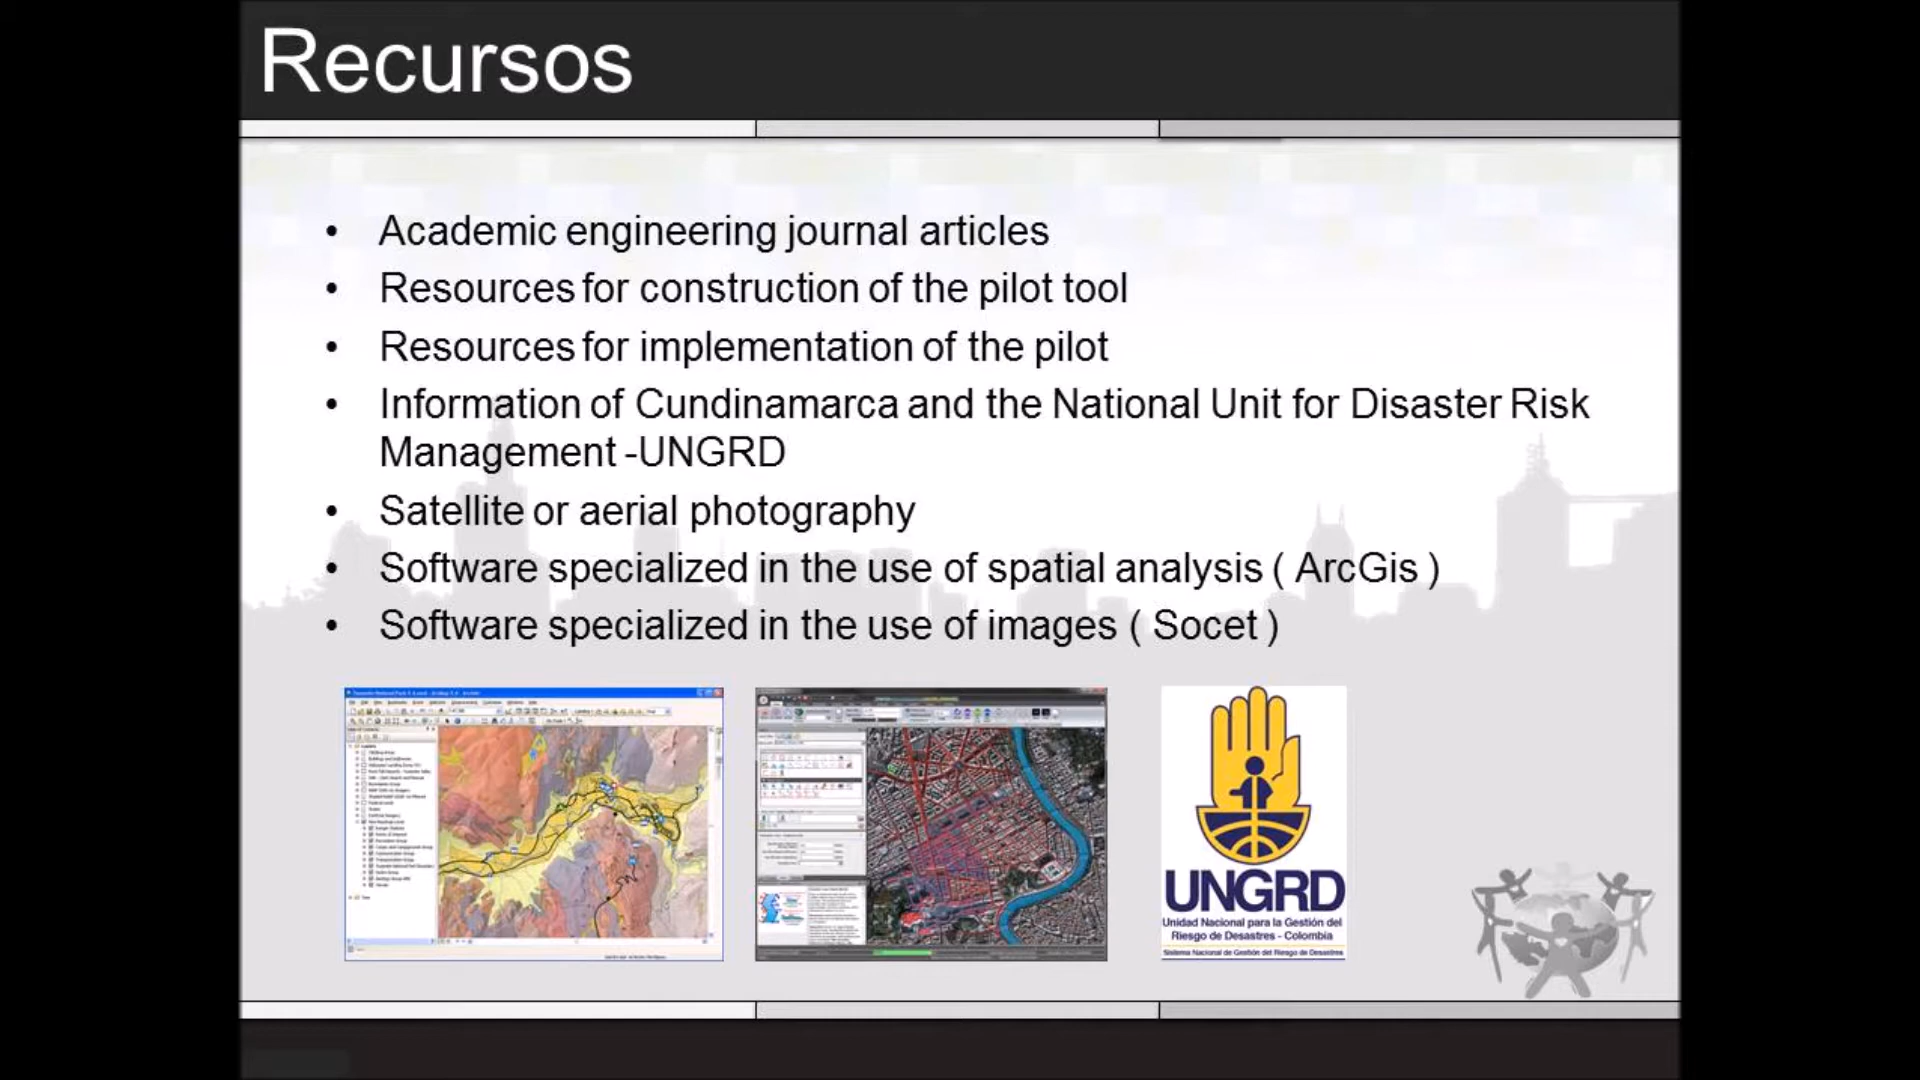 Recursos
• Academic engineering journal articles
• Resources for construction of the pilot tool
• Resources for implementation of the pilot
• Information of Cundinamarca and the National Unit for Disaster Risk
Management -UNGRD
• Satellite or aerial photography
• Software specialized in the use of spatial analysis ( ArcGis )
• Software specialized in the use of images ( Socet )
UNGRD
Unidad Nacional para la Gestión del
Riesgo de Desastres - Colombia
Sistema Nacional de Gestión del Riesgo de Desastres